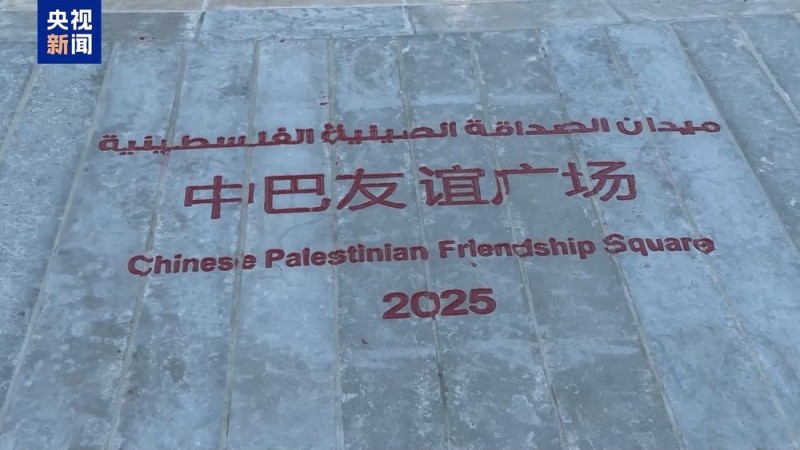 央视
新闻
ميدان الصداقة الصينية الفلسطينية
中巴友谊广场
Chinese Palestinian Friendship Square
2025